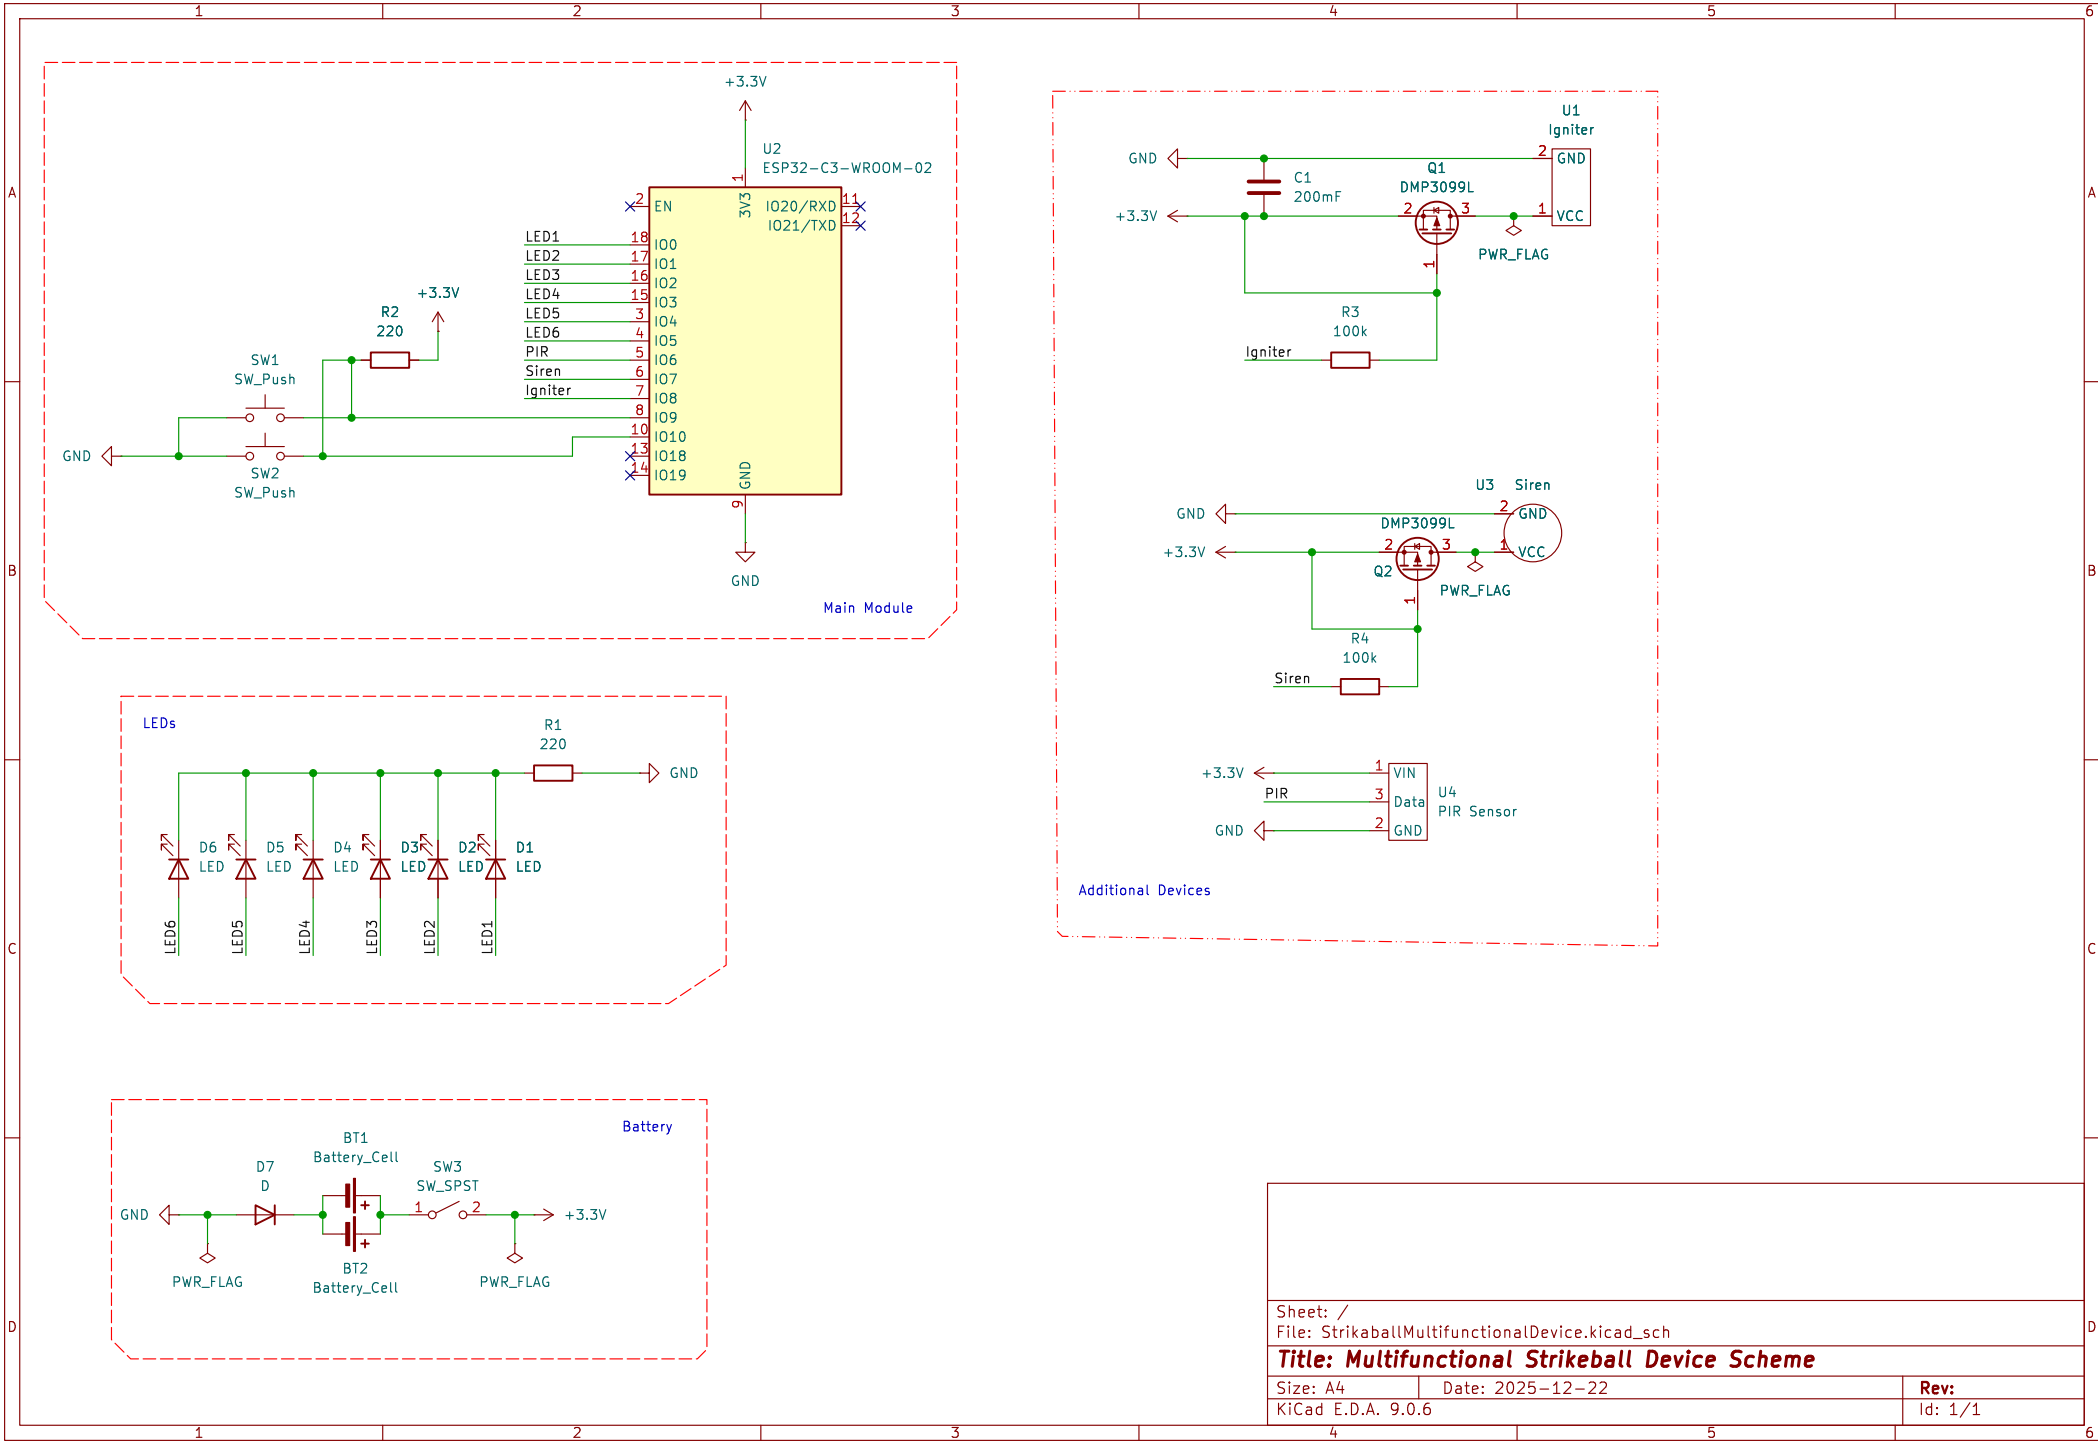 1 2 3 4 5 6
A
B
C
D
A
B
C
D
1 2 3 4 5 6
+3.3V
U2
ESP32-C3-WROOM-02
1
3V3
2 EN
18 IO0
17 IO1
16 IO2
15 IO3
3 IO4
4 IO5
5 IO6
6 IO7
7 IO8
8 IO9
10 IO10
13 IO18
14 IO19
IO20/RXD 11
IO21/TXD 12
GND
9
GND
LED1
LED2
LED3
LED4
LED5
LED6
PIR
Siren
Igniter
+3.3V
R2
220
SW1
SW_Push
GND
SW2
SW_Push
Main Module
U1
Igniter
GND
2 GND
C1
200mF
Q1
DMP3099L
+3.3V
2 3
1 VCC
PWR_FLAG
1
R3
100k
Igniter
U3 Siren
GND
2 GND
DMP3099L
+3.3V
2 3
1 VCC
Q2
PWR_FLAG
1
R4
100k
Siren
+3.3V
1 VIN
PIR
3 Data
GND
2 GND
U4
PIR Sensor
Additional Devices
LEDs
R1
220
GND
D6
LED
D5
LED
D4
LED
D3
LED
D2
LED
D1
LED
LED6
LED5
LED4
LED3
LED2
LED1
Battery
BT1
Battery_Cell
D7
D
SW3
SW_SPST
GND
+
+
1 2
+3.3V
PWR_FLAG
BT2
Battery_Cell
PWR_FLAG
Sheet: /
File: StrikaballMultifunctionalDevice.kicad_sch
Title: Multifunctional Strikeball Device Scheme
Size: A4 Date: 2025-12-22 Rev:
KiCad E.D.A. 9.0.6 Id: 1/1